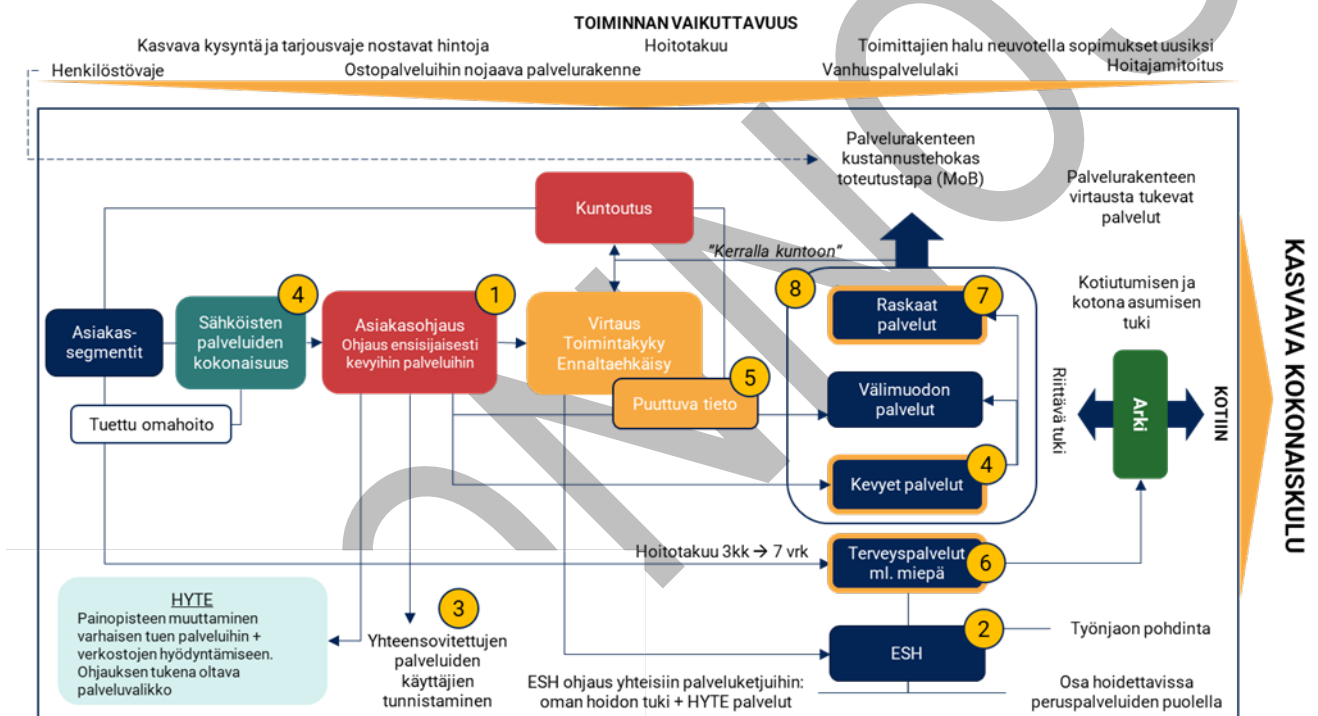 TOIMINNAN VAIKUTTAVUUS
Kasvava kysyntä ja tarjousvaje nostavat hintoja
Hoitotakuu
Toimittajien halu neuvotella sopimukset uusiksi
Henkilöstövaje
Ostopalveluihin nojaava palvelurakenne
Vanhuspalvelulaki
Hoitajamitoitus
Palvelurakenteen
kustannustehokas
toteutustapa (MoB)
Palvelurakenteen
virtausta tukevat
palvelut
Kuntoutus
"Kerralla kuntoon"
8
7
Raskaat
palvelut
Kotiutumisen ja
kotona asumisen
tuki
Asiakas-
segmentit
4
Sähköisten
palveluiden
kokonaisuus
1
Asiakasohjaus
Ohjaus ensisijaisesti
kevyihin palveluihin
Virtaus
Toimintakyky
Ennaltaehkäisy
5
Puuttuva tieto
Välimuodon
palvelut
Tuettu omahoito
4
Kevyet palvelut
Riittävä tuki
Arki
KOTIIN
KASVAVA KOKONAISKULU
Hoitotakuu 3kk → 7 vrk
Terveyspalvelut
ml. miepä
6
HYTE
Painopisteen muuttaminen
varhaisen tuen palveluihin +
verkostojen hyödyntämiseen.
Ohjauksen tukena oltava
palveluvalikko
3
Yhteensovitettujen
palveluiden
käyttäjien
tunnistaminen
2
ESH
Työnjaon pohdinta
ESH ohjaus yhteisiin palveluketjuihin:
oman hoidon tuki + HYTE palvelut
Osa hoidettavissa
peruspalveluiden puolella